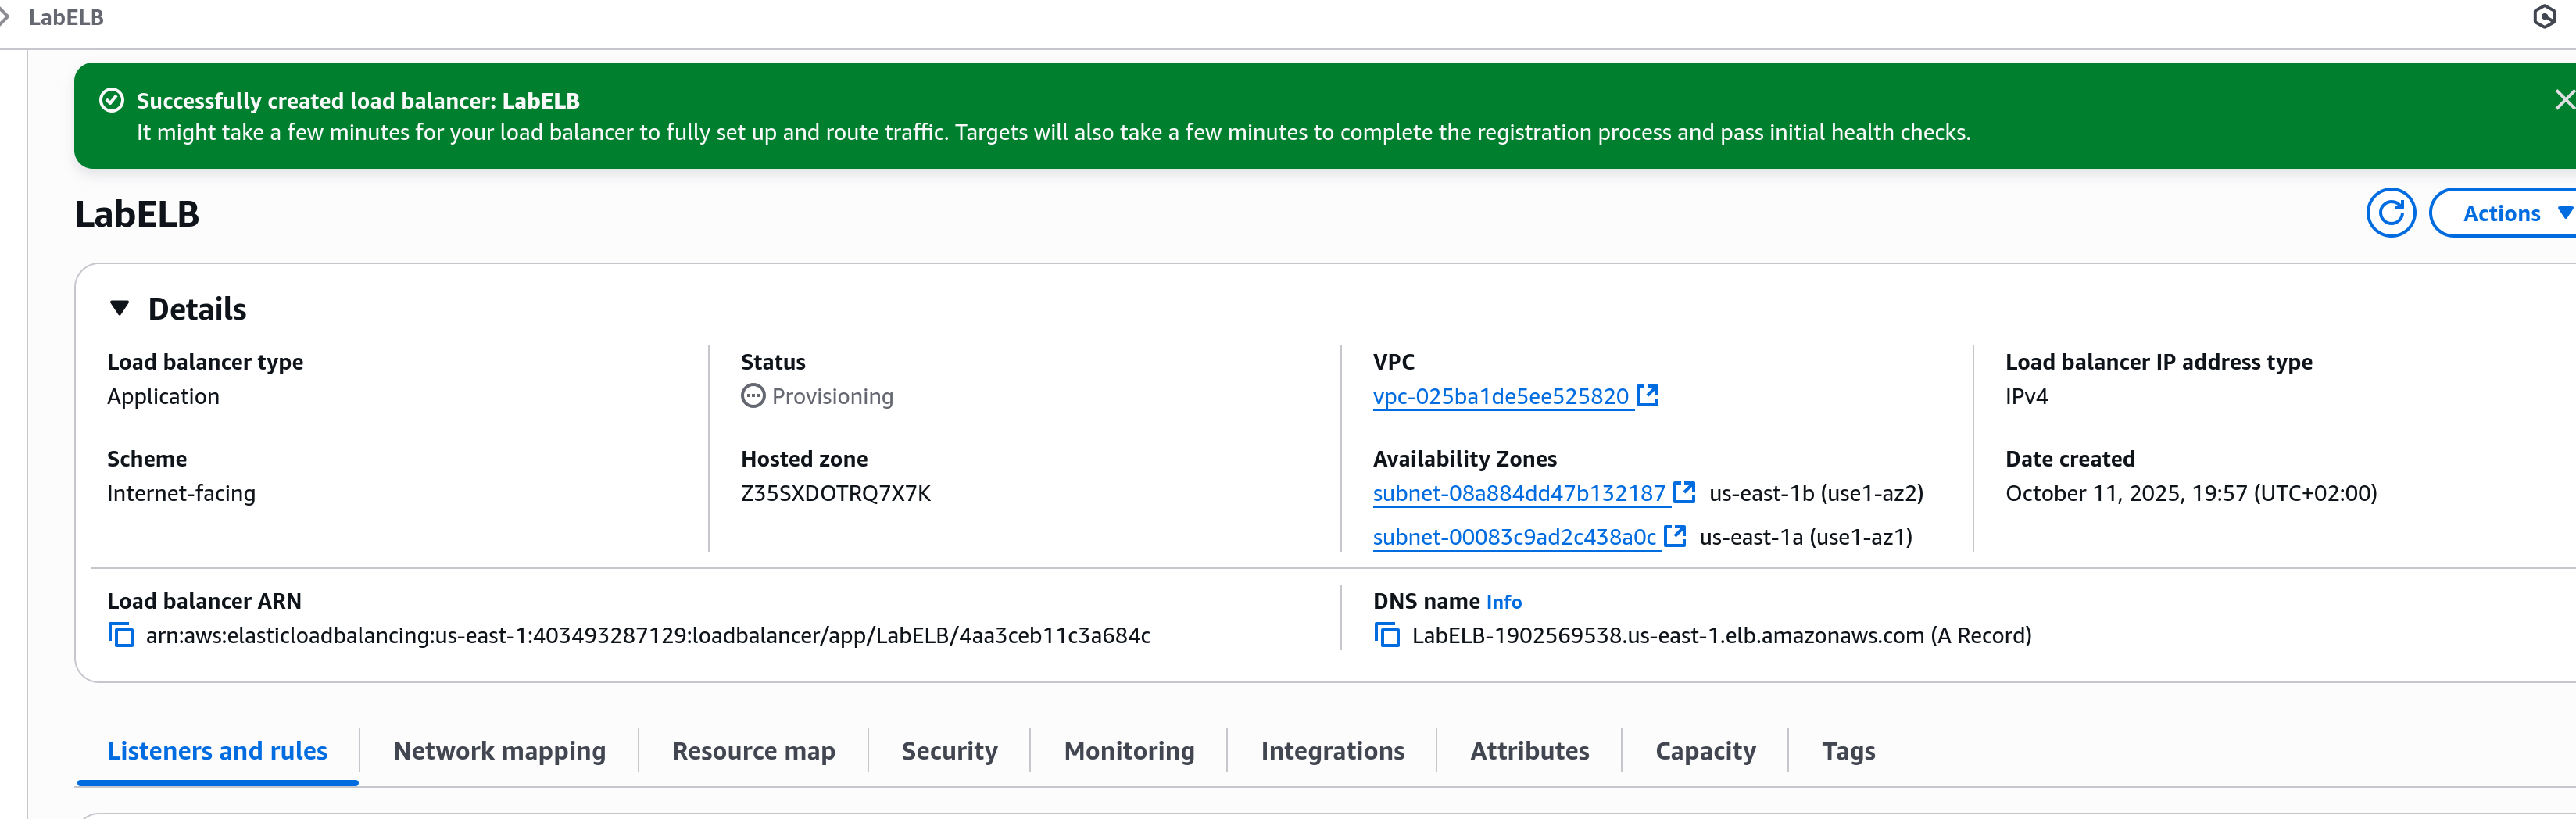 LabELB
Successfully created load balancer: LabELB
It might take a few minutes for your load balancer to fully set up and route traffic. Targets will also take a few minutes to complete the registration process and pass initial health checks.
LabELB
Actions
Details
Load balancer type
Application
Status
Provisioning
VPC
vpc-025ba1de5ee525820
Load balancer IP address type
IPv4
Scheme
Internet-facing
Hosted zone
Z35SXDOTRQ7X7K
Availability Zones
subnet-08a884dd47b132187 us-east-1b (use1-az2)
subnet-00083c9ad2c438a0c us-east-1a (use1-az1)
Date created
October 11, 2025, 19:57 (UTC+02:00)
Load balancer ARN
arn:aws:elasticloadbalancing:us-east-1:403493287129:loadbalancer/app/LabELB/4aa3ceb11c3a684c
DNS name Info
LabELB-1902569538.us-east-1.elb.amazonaws.com (A Record)
Listeners and rules
Network mapping
Resource map
Security
Monitoring
Integrations
Attributes
Capacity
Tags